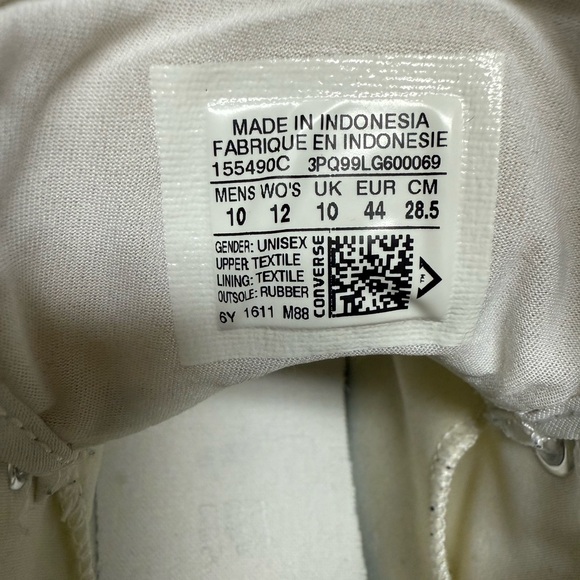 MADE IN INDONESIA
FABRIQUE EN INDONESIE
155490C 3PQ99LG600069
MENS WO'S UK EUR CM
10 12 10 44 28.5
GENDER: UNISEX
UPPER: TEXTILE
LINING: TEXTILE
OUTSOLE: RUBBER
6Y 1611 M88
CONVERSE